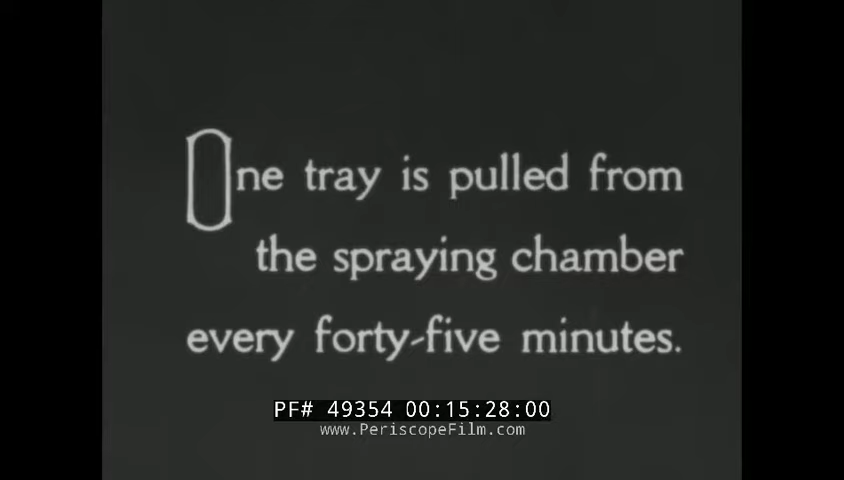 One tray is pulled from
the spraying chamber
every forty-five minutes.
PF# 49354 00:15:28:00
www.PeriscopeFilm.com